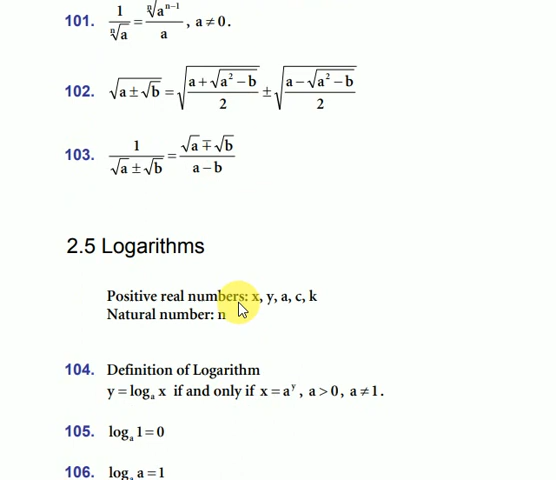 101. 1/ⁿ√a = ⁿ√aⁿ⁻¹/a , a ≠ 0.
102. √(a ± √b) = √((a + √(a² − b))/2) ± √((a − √(a² − b))/2)
103. 1/(√a ± √b) = (√a ∓ √b)/(a − b)
2.5 Logarithms
Positive real numbers: x, y, a, c, k
Natural number: n
104. Definition of Logarithm
y = logₐ x if and only if x = aʸ , a > 0, a ≠ 1.
105. logₐ 1 = 0
106. logₐ a = 1